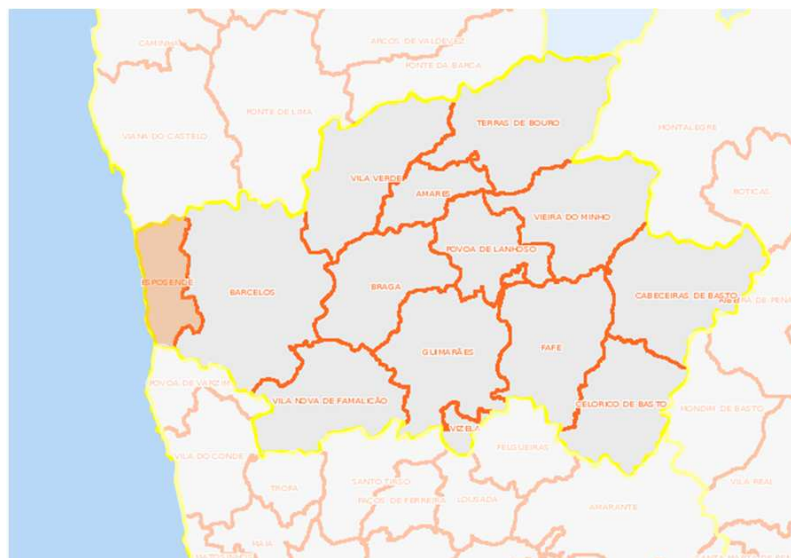 CAMINHA
ARCOS DE VALDEVEZ
PONTE DA BARCA
PONTE DE LIMA
VIANA DO CASTELO
TERRAS DE BOURO
MONTALEGRE
VILA VERDE
AMARES
BOTICAS
VIEIRA DO MINHO
POVOA DE LANHOSO
ESPOSENDE
BARCELOS
BRAGA
CABECEIRAS DE BASTO
DE PENA
GUIMARÃES
FAFE
POVOA DE VARZIM
VILA NOVA DE FAMALICÃO
CELORICO DE BASTO
MONDIM DE BASTO
VIZELA
VILA DO CONDE
FELGUEIRAS
TROFA
SANTO TIRSO
PAÇOS DE FERREIRA
LOUSADA
AMARANTE
VILA REAL
MAIA